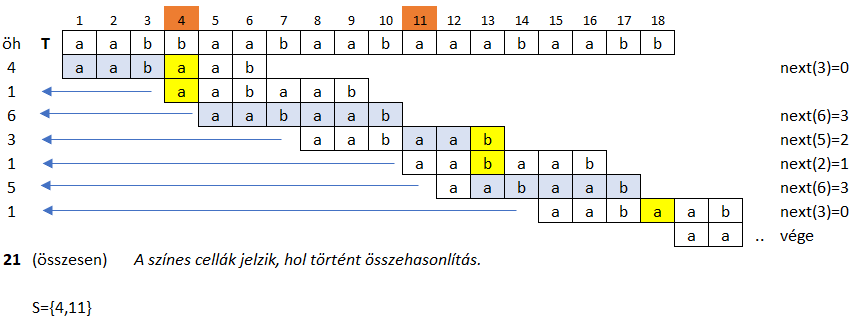 1 2 3 4 5 6 7 8 9 10 11 12 13 14 15 16 17 18
öh T a a b b a a b a a b a a a b a a b b
4 a a b a a b next(3)=0
1 a a b a a b
6 a a b a a b next(6)=3
3 a a b a a b next(5)=2
1 a a b a a b next(2)=1
5 a a b a a b next(6)=3
1 a a b a a b next(3)=0
a a .. vége
21 (összesen) A színes cellák jelzik, hol történt összehasonlítás.
S={4,11}